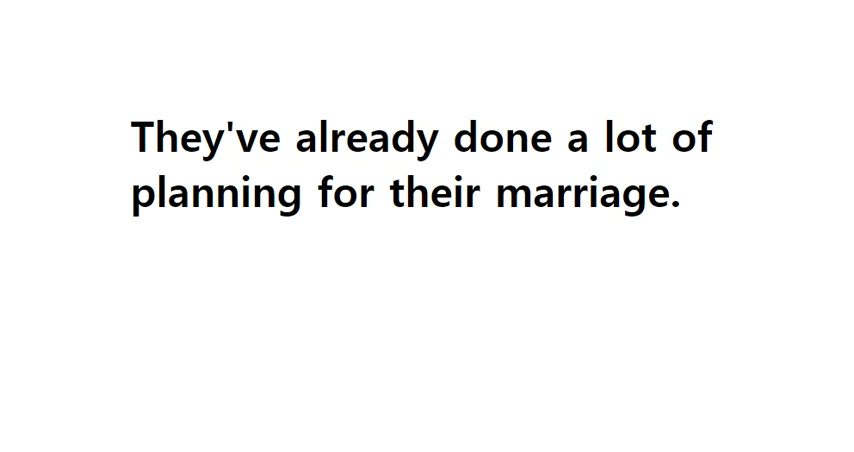 They've already done a lot of
planning for their marriage.